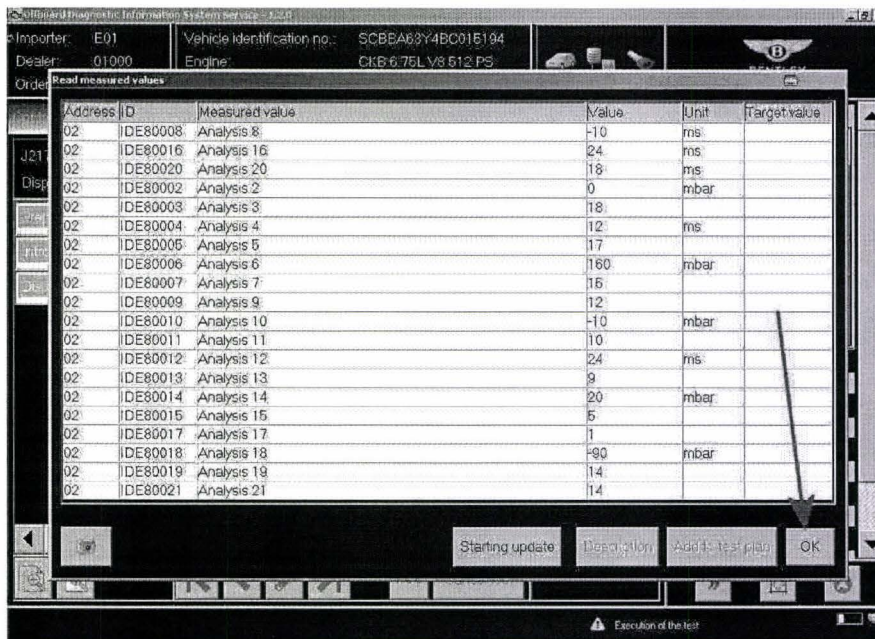 Offboard Diagnostic Information System Service - 1.2.0
Importer: E01 Vehicle identification no.: SCBBA63Y4BC015194
Dealer: 01000 Engine: CKB 6.75L V8 512 PS
BENTLEY
Order
Read measured values
Address ID Measured value Value Unit Target value
02 IDE80008 Analysis 8 -10 ms
02 IDE80016 Analysis 16 24 ms
02 IDE80020 Analysis 20 18 ms
02 IDE80002 Analysis 2 0 mbar
02 IDE80003 Analysis 3 18
02 IDE80004 Analysis 4 12 ms
02 IDE80005 Analysis 5 17
02 IDE80006 Analysis 6 160 mbar
02 IDE80007 Analysis 7 16
02 IDE80009 Analysis 9 12
02 IDE80010 Analysis 10 -10 mbar
02 IDE80011 Analysis 11 10
02 IDE80012 Analysis 12 24 ms
02 IDE80013 Analysis 13 9
02 IDE80014 Analysis 14 20 mbar
02 IDE80015 Analysis 15 5
02 IDE80017 Analysis 17 1
02 IDE80018 Analysis 18 -90 mbar
02 IDE80019 Analysis 19 14
02 IDE80021 Analysis 21 14
J217
Disp
Starting update Description Add to test plan OK
Execution of the test